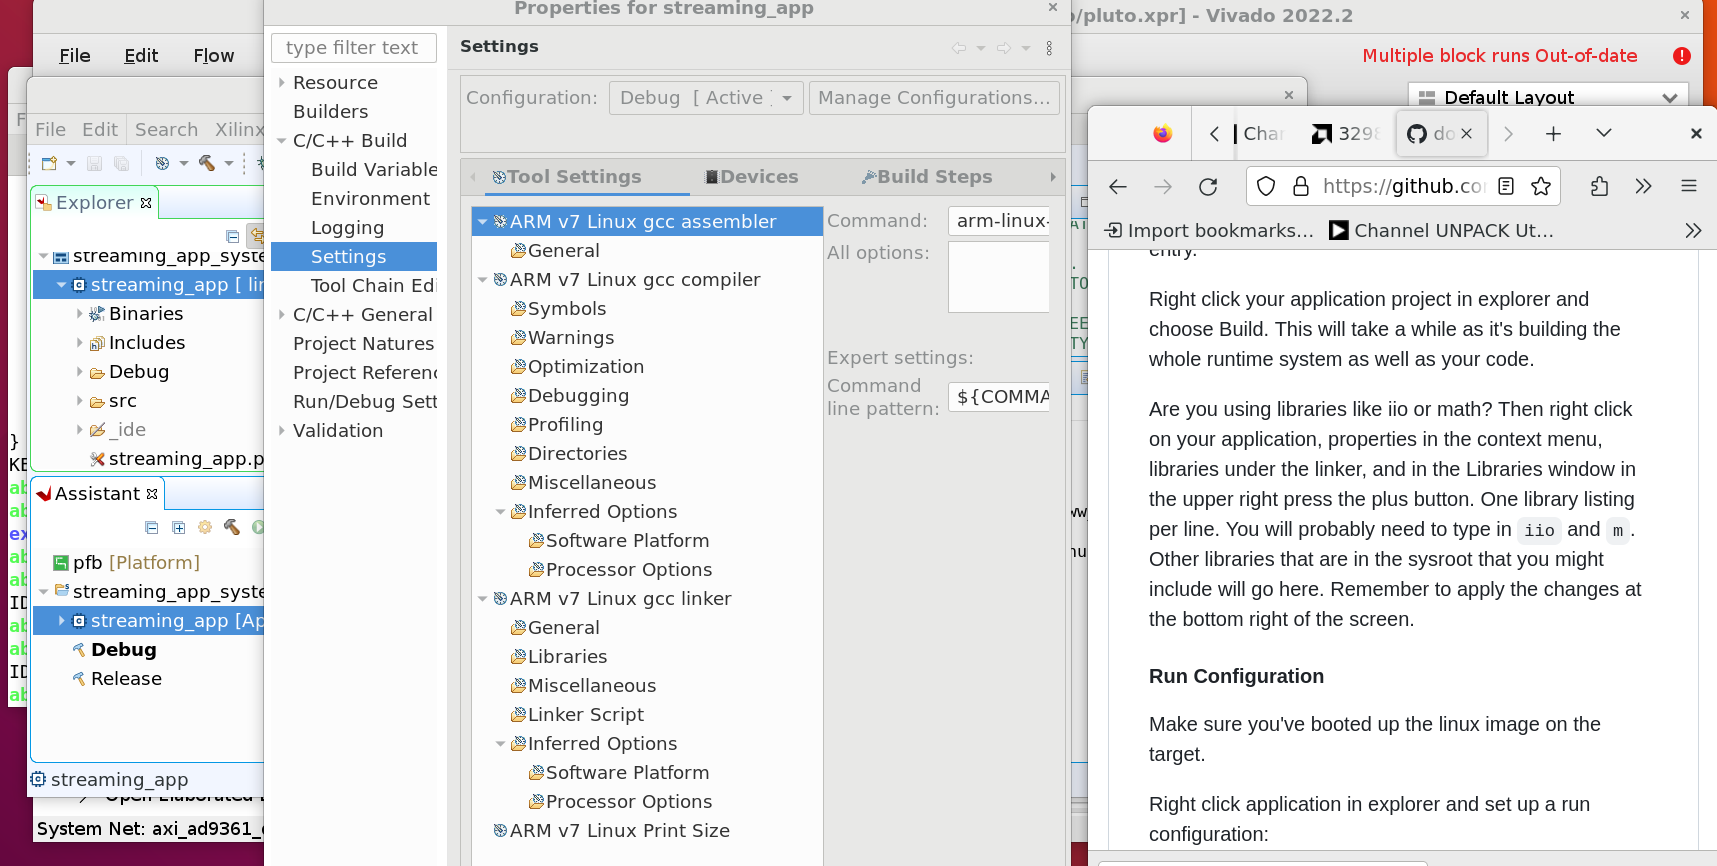 Properties for streaming_app
o/pluto.xpr] - Vivado 2022.2
File Edit Flow
Multiple block runs Out-of-date
Default Layout
File Edit Search Xilinx
Explorer
streaming_app_syste
streaming_app [ lin
Binaries
Includes
Debug
src
_ide
streaming_app.p
Assistant
pfb [Platform]
streaming_app_syste
streaming_app [Ap
Debug
Release
streaming_app
System Net: axi_ad9361_
type filter text
Resource
Builders
C/C++ Build
Build Variable
Environment
Logging
Settings
Tool Chain Edi
C/C++ General
Project Natures
Project Referenc
Run/Debug Sett
Validation
Settings
Configuration: Debug [ Active ] Manage Configurations...
Tool Settings Devices Build Steps
ARM v7 Linux gcc assembler
General
ARM v7 Linux gcc compiler
Symbols
Warnings
Optimization
Debugging
Profiling
Directories
Miscellaneous
Inferred Options
Software Platform
Processor Options
ARM v7 Linux gcc linker
General
Libraries
Miscellaneous
Linker Script
Inferred Options
Software Platform
Processor Options
ARM v7 Linux Print Size
Command: arm-linux-
All options:
Expert settings:
Command
line pattern: ${COMMA
Char 3298 do
https://github.co
Import bookmarks... Channel UNPACK Ut...
entry.
Right click your application project in explorer and
choose Build. This will take a while as it's building the
whole runtime system as well as your code.
Are you using libraries like iio or math? Then right click
on your application, properties in the context menu,
libraries under the linker, and in the Libraries window in
the upper right press the plus button. One library listing
per line. You will probably need to type in iio and m.
Other libraries that are in the sysroot that you might
include will go here. Remember to apply the changes at
the bottom right of the screen.
Run Configuration
Make sure you've booted up the linux image on the
target.
Right click application in explorer and set up a run
configuration: